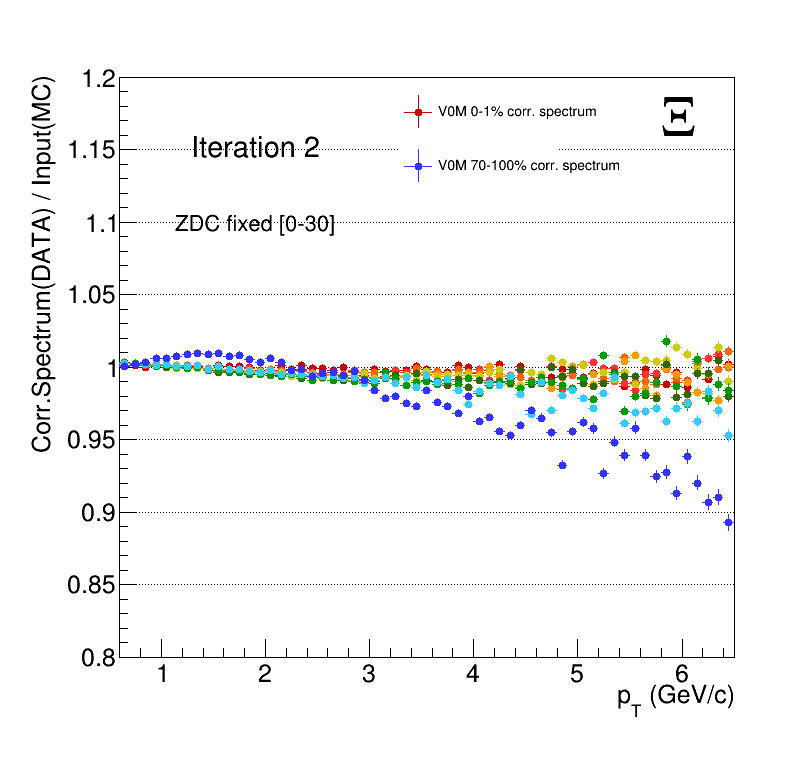 Corr.Spectrum(DATA) / Input(MC)
1.2
1.15
1.1
1.05
1
0.95
0.9
0.85
0.8
V0M 0-1% corr. spectrum
V0M 70-100% corr. spectrum
Ξ
Iteration 2
ZDC fixed [0-30]
1 2 3 4 5 6
p_T (GeV/c)